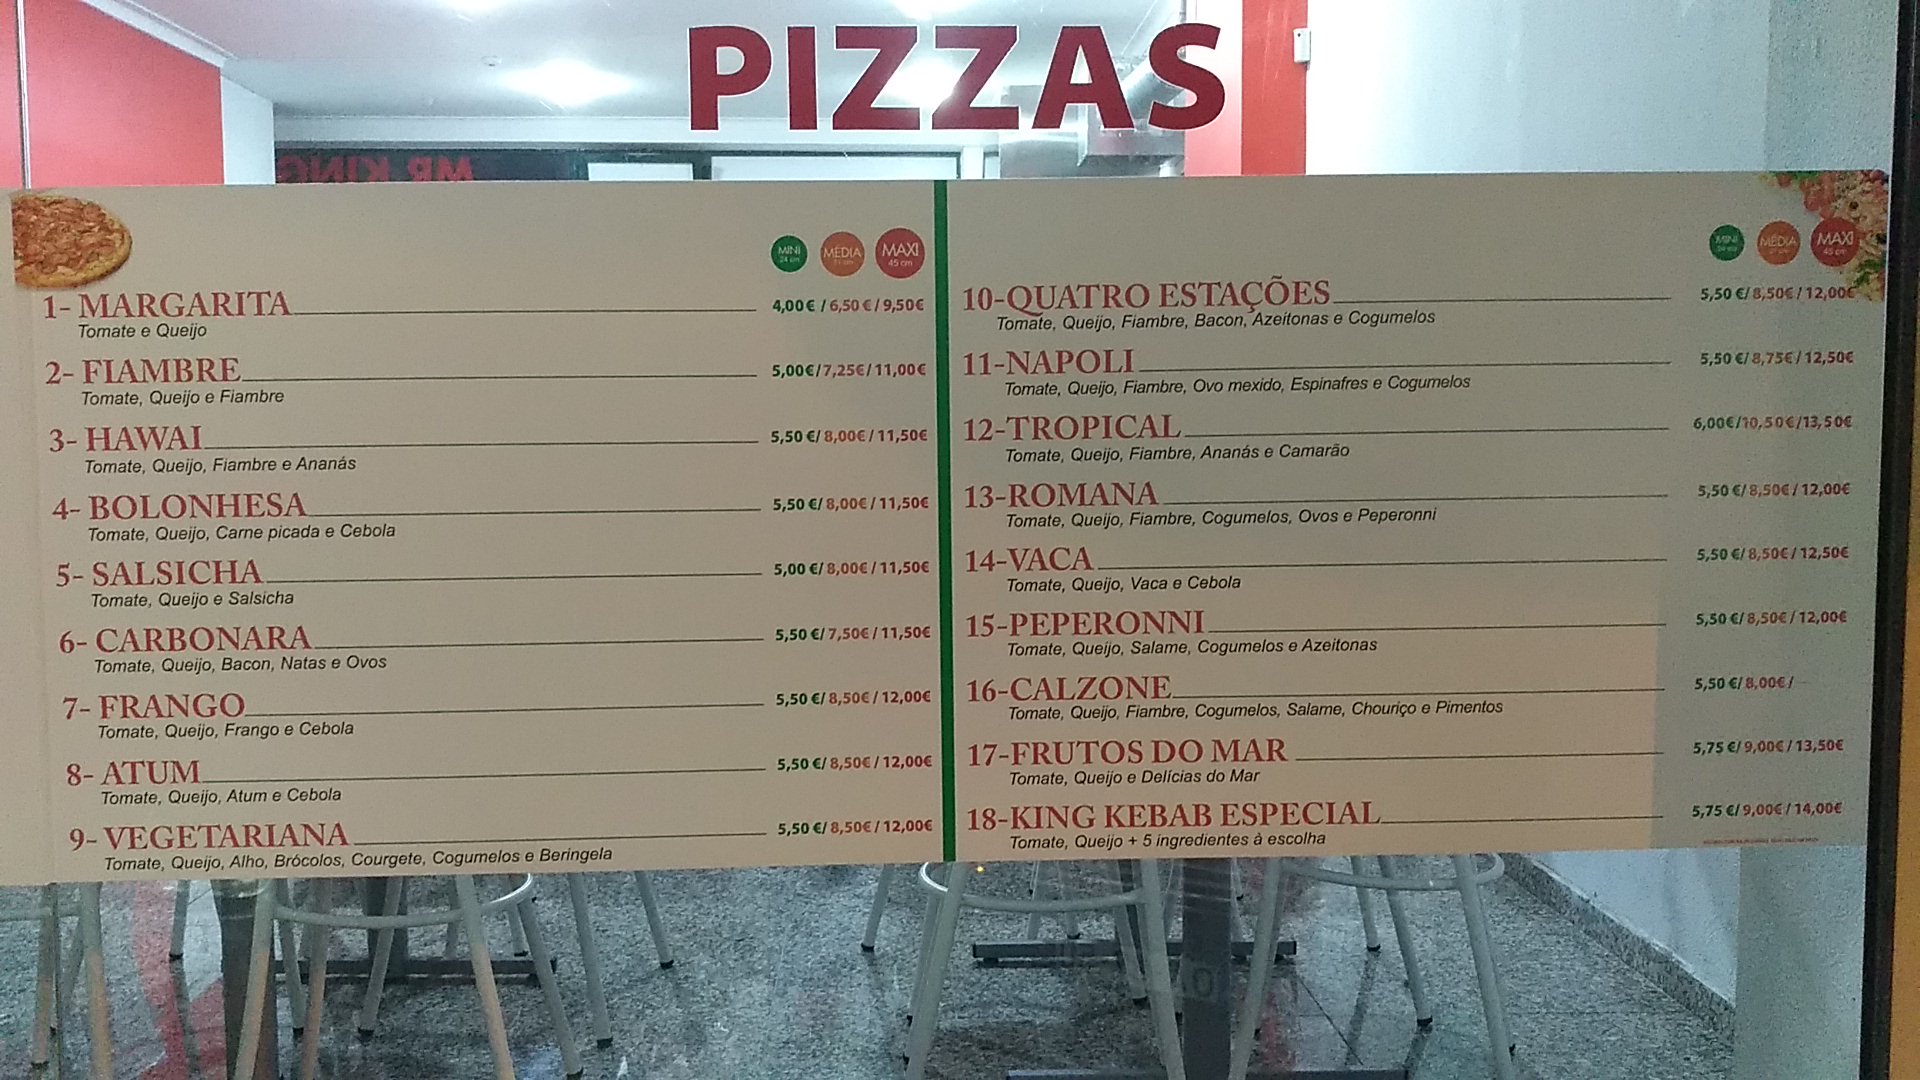 PIZZAS
MR KING
MINI 24 cm MÉDIA MAXI 45 cm
1- MARGARITA 4,00€ / 6,50€ / 9,50€
Tomate e Queijo
2- FIAMBRE 5,00€/ 7,25€/ 11,00€
Tomate, Queijo e Fiambre
3- HAWAI 5,50 €/ 8,00€ / 11,50€
Tomate, Queijo, Fiambre e Ananás
4- BOLONHESA 5,50 €/ 8,00€ / 11,50€
Tomate, Queijo, Carne picada e Cebola
5- SALSICHA 5,00 €/ 8,00€ / 11,50€
Tomate, Queijo e Salsicha
6- CARBONARA 5,50 €/ 7,50€ / 11,50€
Tomate, Queijo, Bacon, Natas e Ovos
7- FRANGO 5,50 €/ 8,50€ / 12,00€
Tomate, Queijo, Frango e Cebola
8- ATUM 5,50 €/ 8,50€ / 12,00€
Tomate, Queijo, Atum e Cebola
9- VEGETARIANA 5,50 €/ 8,50€ / 12,00€
Tomate, Queijo, Alho, Brócolos, Courgete, Cogumelos e Beringela
MINI MÉDIA MAXI 45 cm
10-QUATRO ESTAÇÕES 5,50 €/ 8,50€ / 12,00€
Tomate, Queijo, Fiambre, Bacon, Azeitonas e Cogumelos
11-NAPOLI 5,50 €/ 8,75€ / 12,50€
Tomate, Queijo, Fiambre, Ovo mexido, Espinafres e Cogumelos
12-TROPICAL 6,00€/10,50€/13,50€
Tomate, Queijo, Fiambre, Ananás e Camarão
13-ROMANA 5,50 €/ 8,50€ / 12,00€
Tomate, Queijo, Fiambre, Cogumelos, Ovos e Peperonni
14-VACA 5,50 €/ 8,50€ / 12,50€
Tomate, Queijo, Vaca e Cebola
15-PEPERONNI 5,50 €/ 8,50€ / 12,00€
Tomate, Queijo, Salame, Cogumelos e Azeitonas
16-CALZONE 5,50 €/ 8,00€ /
Tomate, Queijo, Fiambre, Cogumelos, Salame, Chouriço e Pimentos
17-FRUTOS DO MAR 5,75 €/ 9,00€ / 13,50€
Tomate, Queijo e Delícias do Mar
18-KING KEBAB ESPECIAL 5,75 €/ 9,00€ / 14,00€
Tomate, Queijo + 5 ingredientes à escolha